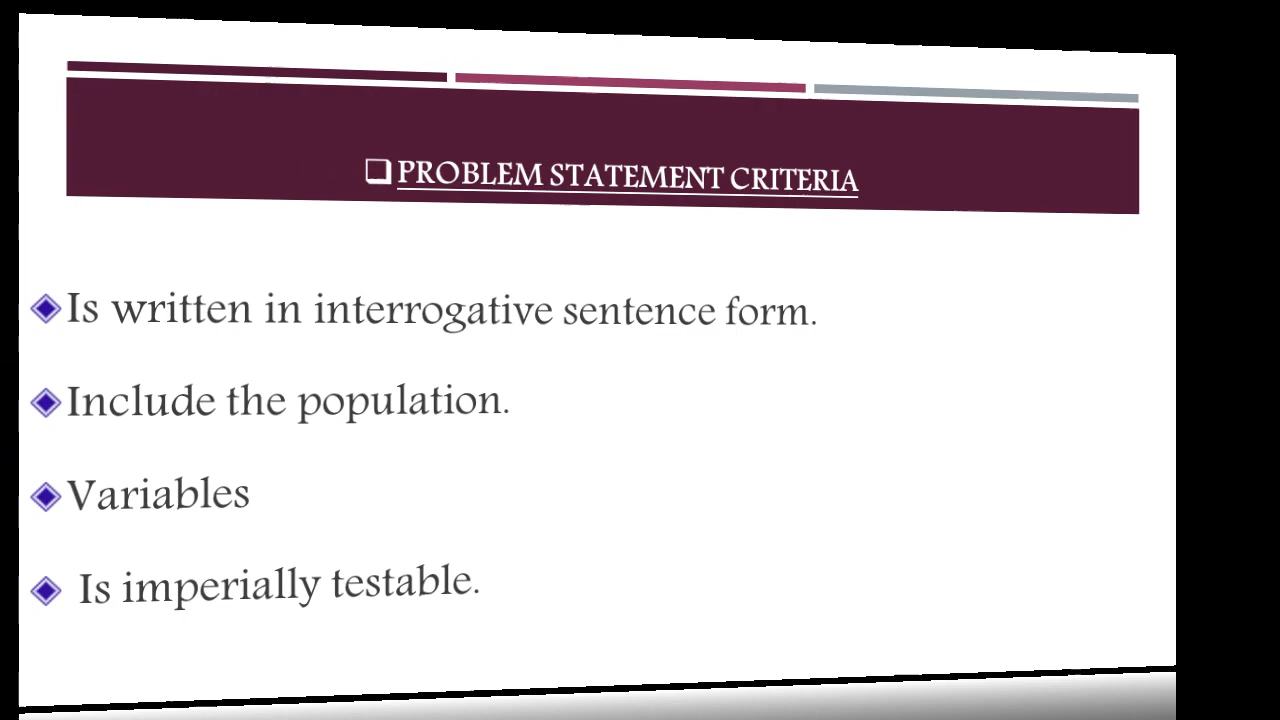 ❑ PROBLEM STATEMENT CRITERIA
Is written in interrogative sentence form.
Include the population.
Variables
Is imperially testable.